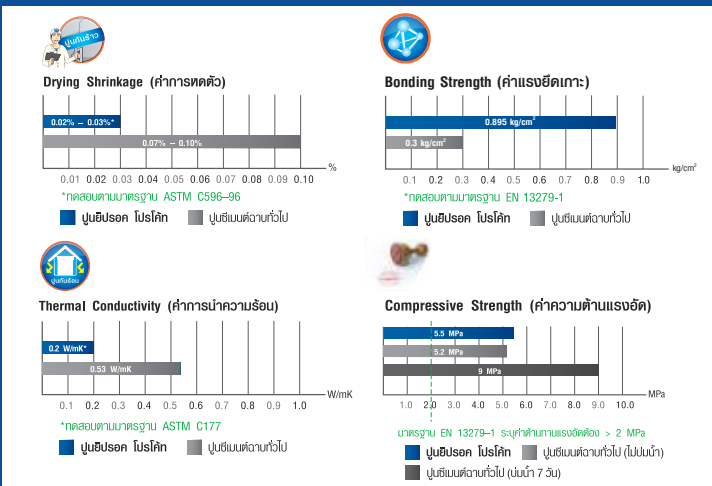 ปูนกันร้าว
Drying Shrinkage (ค่าการหดตัว)
0.02% – 0.03%*
0.07% – 0.10%
%
0.01 0.02 0.03 0.04 0.05 0.06 0.07 0.08 0.09 0.10
*ทดสอบตามมาตรฐาน ASTM C596–96
ปูนยิปรอค โปรโค้ท ปูนซีเมนต์ฉาบทั่วไป
Bonding Strength (ค่าแรงยึดเกาะ)
0.895 kg/cm²
0.3 kg/cm²
kg/cm²
0.1 0.2 0.3 0.4 0.5 0.6 0.7 0.8 0.9 1.0
*ทดสอบตามมาตรฐาน EN 13279-1
ปูนยิปรอค โปรโค้ท ปูนซีเมนต์ฉาบทั่วไป
ปูนกันร้อน
Thermal Conductivity (ค่าการนำความร้อน)
0.2 W/mK*
0.53 W/mK
W/mK
0.1 0.2 0.3 0.4 0.5 0.6 0.7 0.8 0.9 1.0
*ทดสอบตามมาตรฐาน ASTM C177
ปูนยิปรอค โปรโค้ท ปูนซีเมนต์ฉาบทั่วไป
Compressive Strength (ค่าความต้านแรงอัด)
5.5 MPa
5.2 MPa
9 MPa
MPa
1.0 2.0 3.0 4.0 5.0 6.0 7.0 8.0 9.0 10.0
มาตรฐาน EN 13279–1 ระบุค่าต้านทานแรงอัดต้อง > 2 MPa
ปูนยิปรอค โปรโค้ท ปูนซีเมนต์ฉาบทั่วไป (ไม่บ่มน้ำ)
ปูนซีเมนต์ฉาบทั่วไป (บ่มน้ำ 7 วัน)